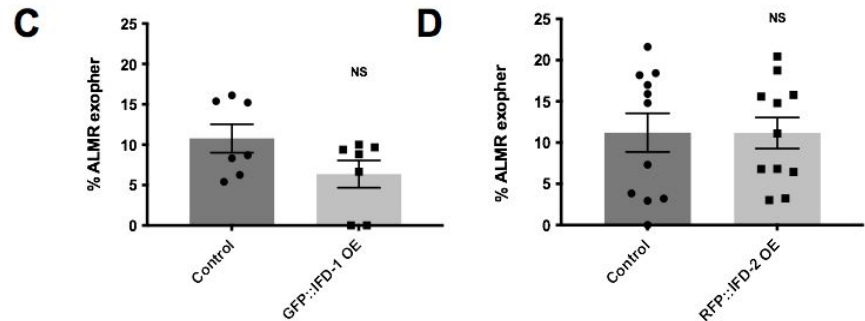 C
% ALMR exopher
25
20
15
10
5
0
NS
Control
GFP::IFD-1 OE
D
% ALMR exopher
25
20
15
10
5
0
NS
Control
RFP::IFD-2 OE